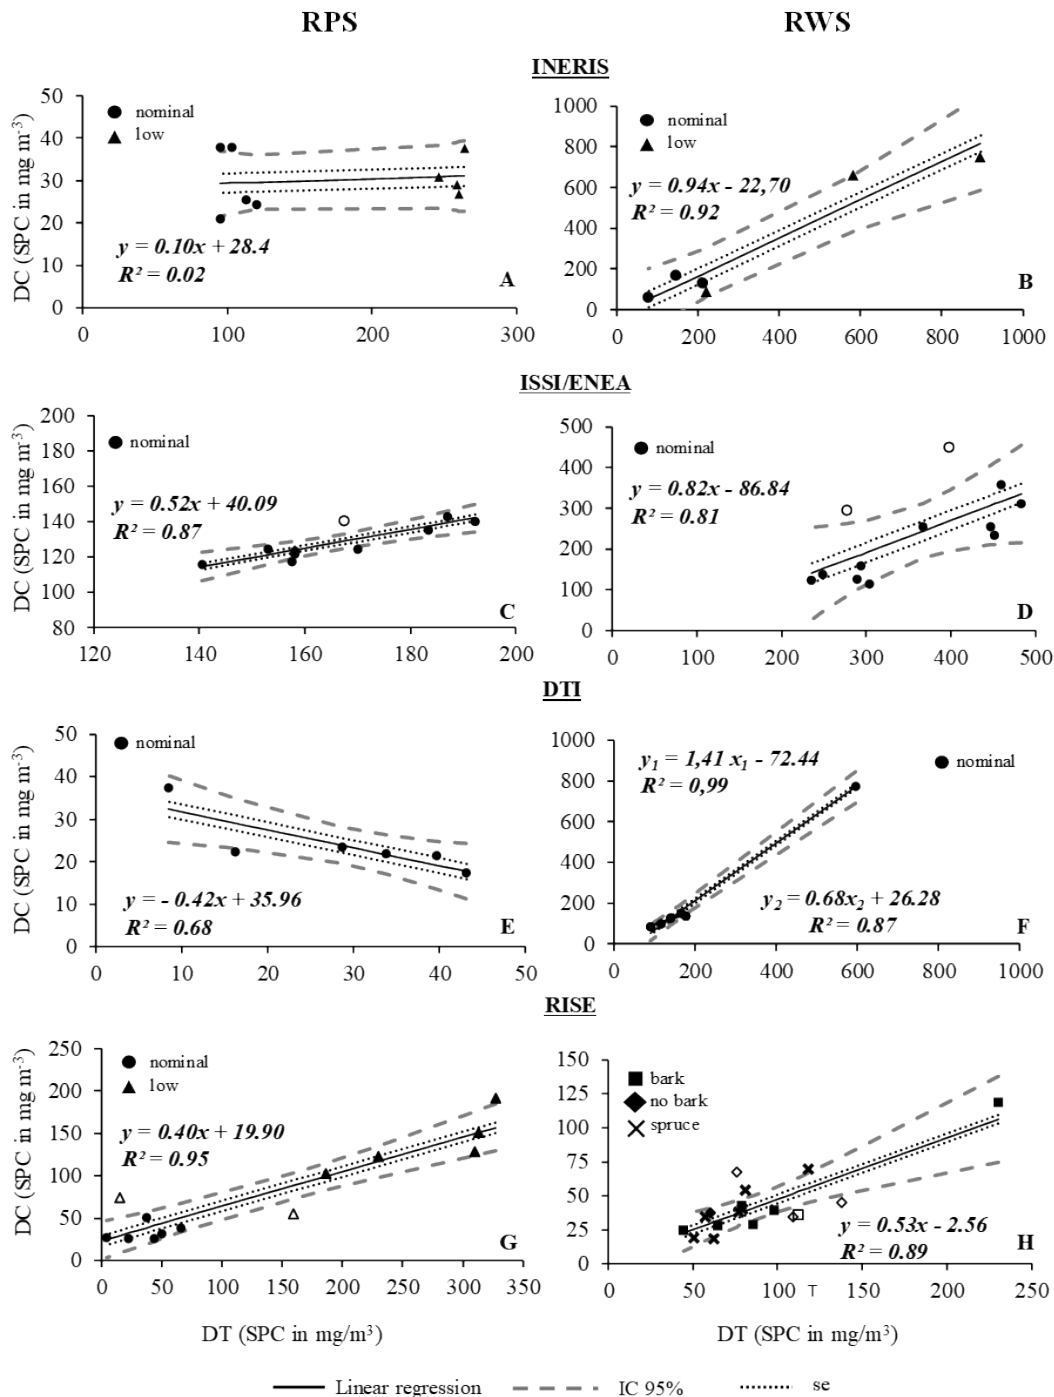 RPS RWS
INERIS
DC (SPC in mg m⁻³)
50
40
30
20
10
0
0 100 200 300
nominal
low
y = 0.10x + 28.4
R² = 0.02
A
1000
800
600
400
200
0
0 200 400 600 800 1000
nominal
low
y = 0.94x - 22,70
R² = 0.92
B
ISSI/ENEA
DC (SPC in mg m⁻³)
200
180
160
140
120
100
80
120 140 160 180 200
nominal
y = 0.52x + 40.09
R² = 0.87
C
500
400
300
200
100
0
0 100 200 300 400 500
nominal
y = 0.82x - 86.84
R² = 0.81
D
DTI
DC (SPC in mg m⁻³)
50
40
30
20
10
0
0 10 20 30 40 50
nominal
y = - 0.42x + 35.96
R² = 0.68
E
1000
800
600
400
200
0
0 200 400 600 800 1000
y₁ = 1,41 x₁ - 72.44
R² = 0,99
nominal
y₂ = 0.68x₂ + 26.28
R² = 0.87
F
RISE
DC (SPC in mg m⁻³)
250
200
150
100
50
0
0 50 100 150 200 250 300 350
nominal
low
y = 0.40x + 19.90
R² = 0.95
G
DT (SPC in mg/m³)
150
125
100
75
50
25
0
0 50 100 150 200 250
T
bark
no bark
spruce
y = 0.53x - 2.56
R² = 0.89
H
DT (SPC in mg/m³)
Linear regression IC 95% se